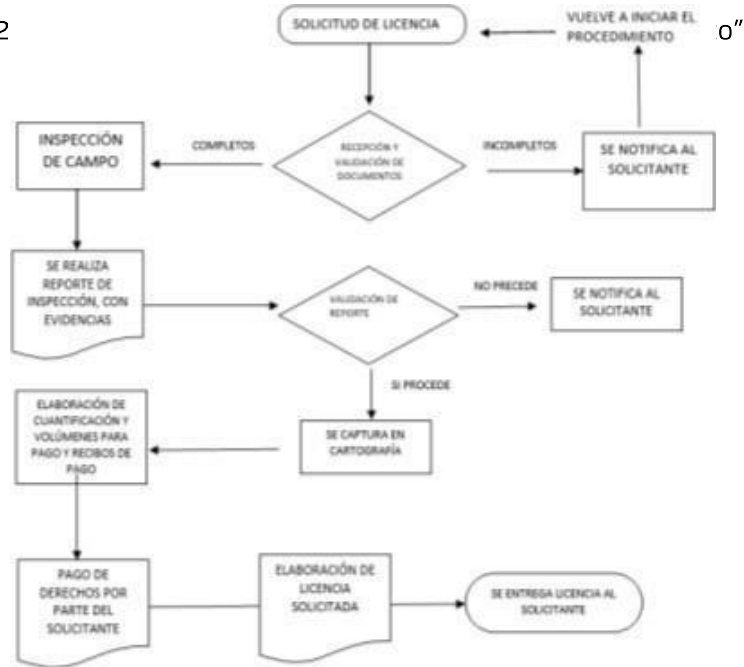 2
SOLICITUD DE LICENCIA
VUELVE A INICIAR EL
PROCEDIMIENTO
o"
INSPECCIÓN
DE CAMPO
COMPLETOS
RECEPCIÓN Y
VALIDACIÓN DE
DOCUMENTOS
INCOMPLETOS
SE NOTIFICA AL
SOLICITANTE
SE REALIZA
REPORTE DE
INSPECCIÓN, CON
EVIDENCIAS
VALIDACIÓN DE
REPORTE
NO PRECEDE
SE NOTIFICA AL
SOLICITANTE
SI PROCEDE
ELABORACIÓN DE
CUANTIFICACIÓN Y
VOLÚMENES PARA
PAGO Y RECIBOS DE
PAGO
SE CAPTURA EN
CARTOGRAFÍA
PAGO DE
DERECHOS POR
PARTE DEL
SOLICITANTE
ELABORACIÓN DE
LICENCIA
SOLICITADA
SE ENTREGA LICENCIA AL
SOLICITANTE